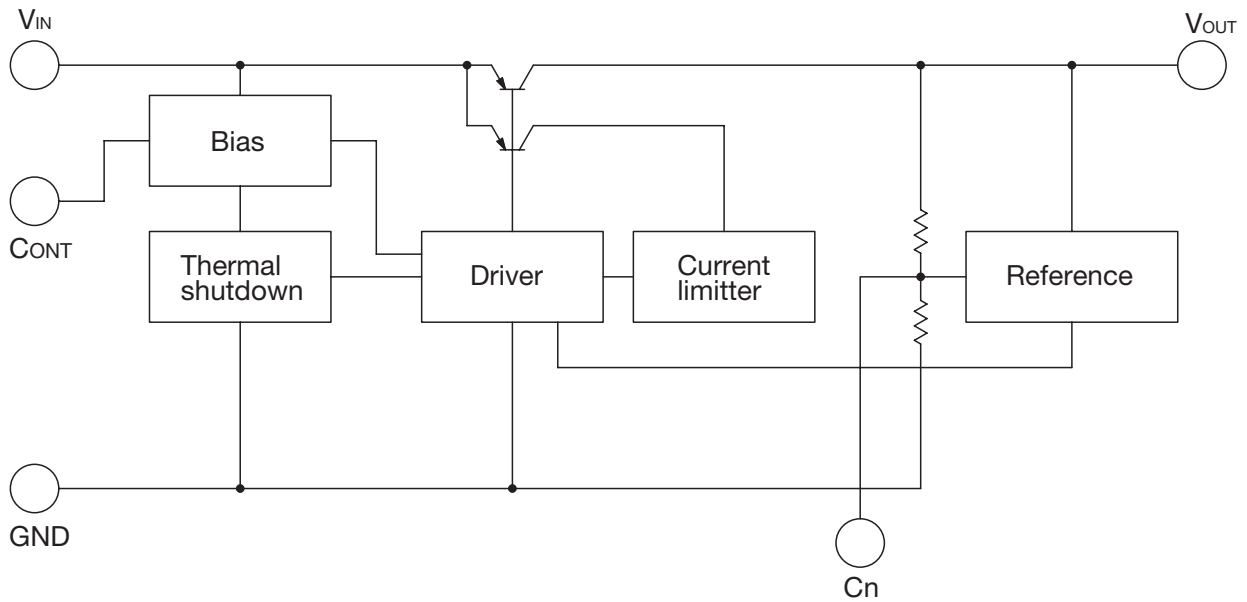 VIN
VOUT
Bias
CONT
Thermal
shutdown
Driver
Current
limitter
Reference
GND
Cn